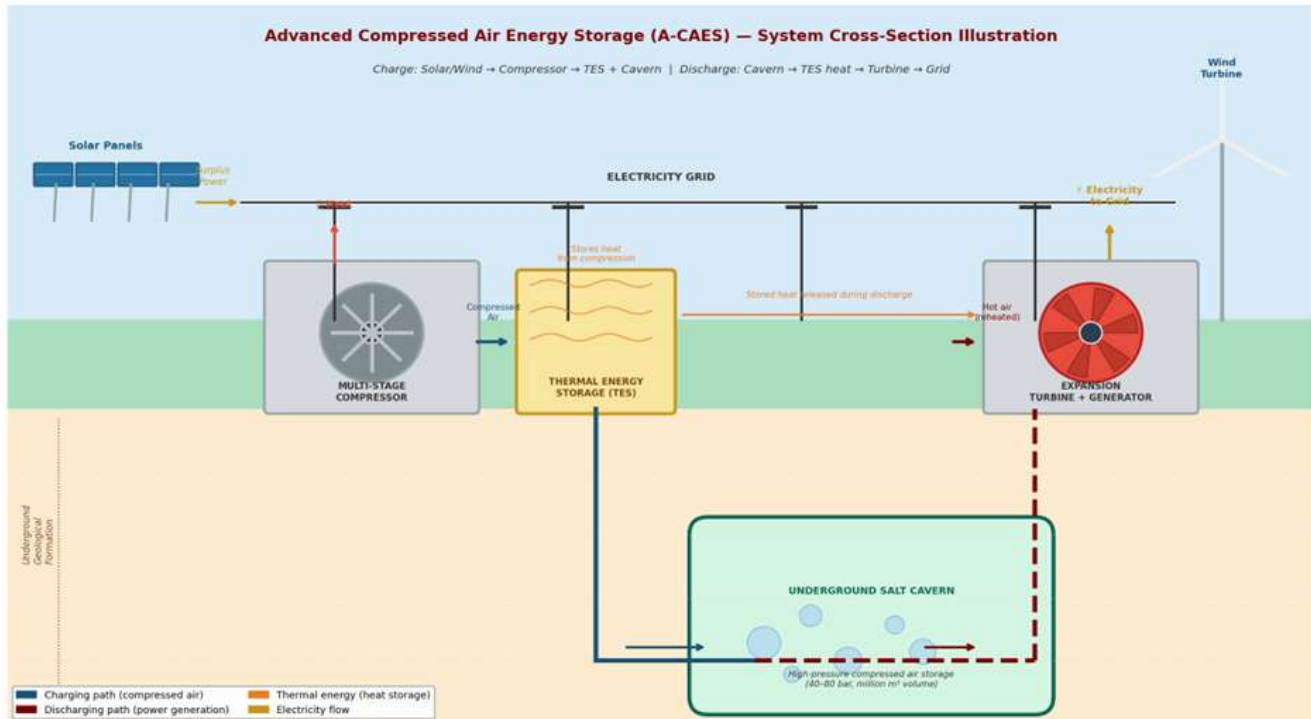 Advanced Compressed Air Energy Storage (A-CAES) — System Cross-Section Illustration
Charge: Solar/Wind → Compressor → TES + Cavern | Discharge: Cavern → TES heat → Turbine → Grid
Wind
Turbine
Solar Panels
Surplus
Power
ELECTRICITY GRID
⚡ Electricity
to Grid
Stores heat
from compression
Compressed
Air
Stored heat released during discharge
Hot air
(reheated)
MULTI-STAGE
COMPRESSOR
THERMAL ENERGY
STORAGE (TES)
EXPANSION
TURBINE + GENERATOR
Underground
Geological
Formation
UNDERGROUND SALT CAVERN
High-pressure compressed air storage
(40–80 bar, million m³ volume)
Charging path (compressed air)
Discharging path (power generation)
Thermal energy (heat storage)
Electricity flow